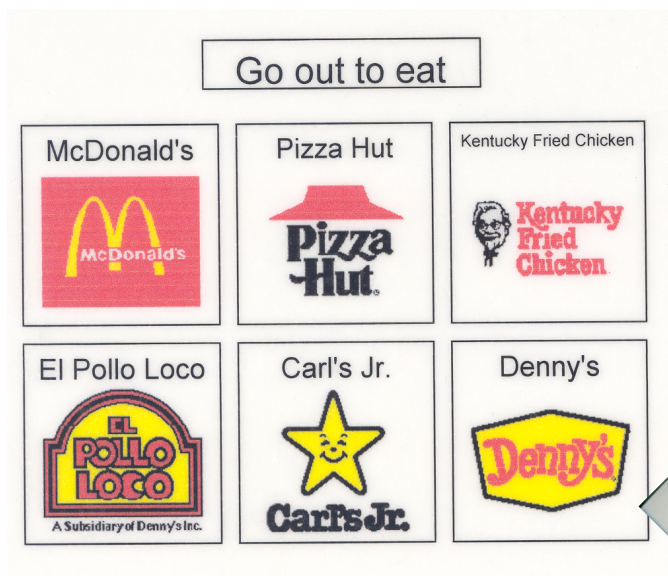 Go out to eat
McDonald's
McDonald's
Pizza Hut
Pizza
Hut®
Kentucky Fried Chicken
Kentucky
Fried
Chicken
El Pollo Loco
EL
POLLO
LOCO
A Subsidiary of Denny's Inc.
Carl's Jr.
Carl's Jr.
Denny's
Denny's